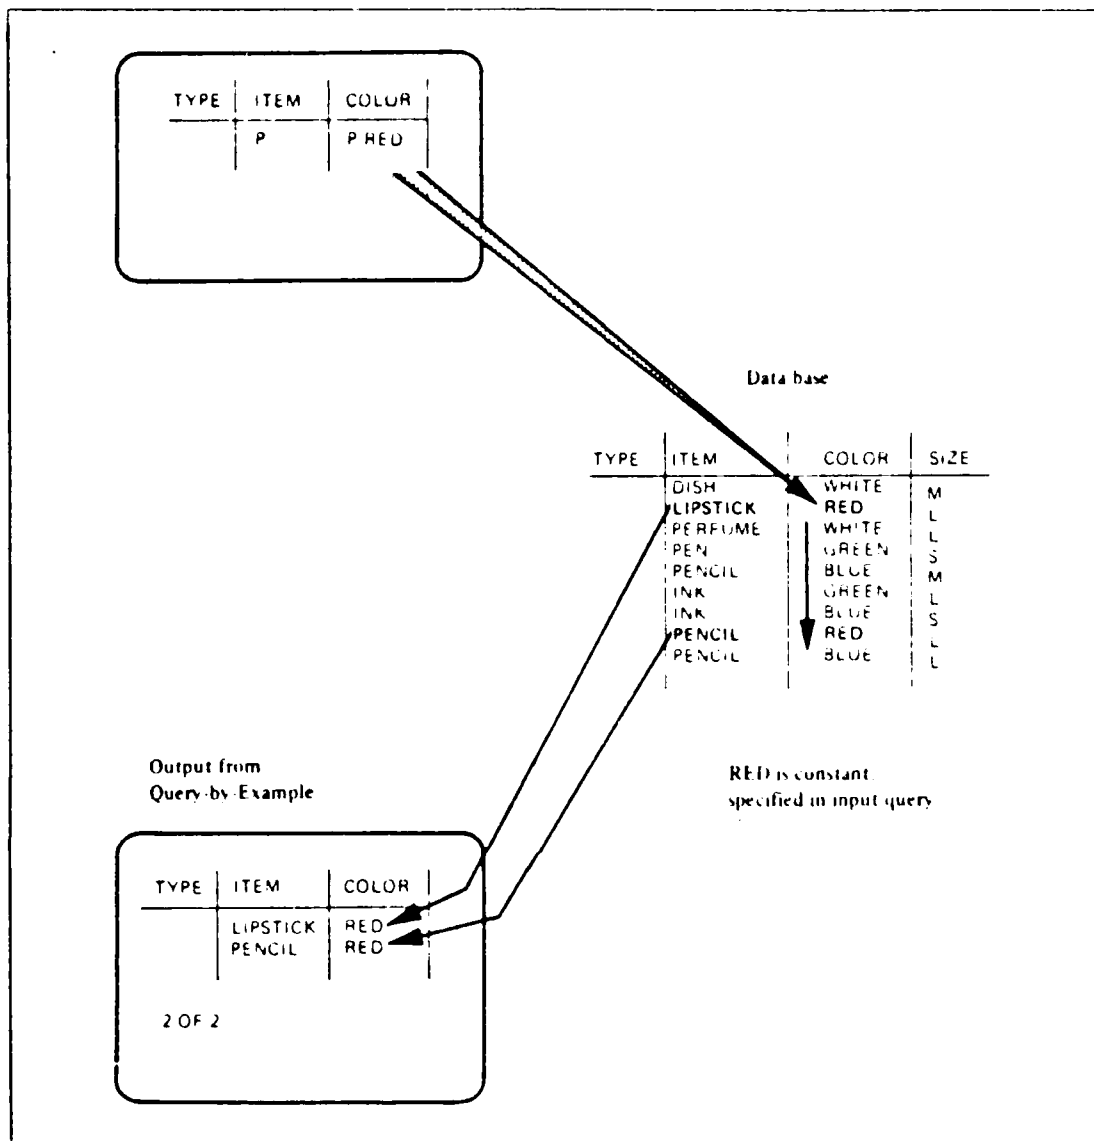 TYPE ITEM COLOR
P P RED
Data base
TYPE ITEM COLOR SIZE
DISH WHITE M
LIPSTICK RED L
PERFUME WHITE L
PEN GREEN S
PENCIL BLUE M
INK GREEN L
INK BLUE S
PENCIL RED L
PENCIL BLUE L
Output from
Query-by-Example
RED is constant
specified in input query
TYPE ITEM COLOR
LIPSTICK RED
PENCIL RED
2 OF 2